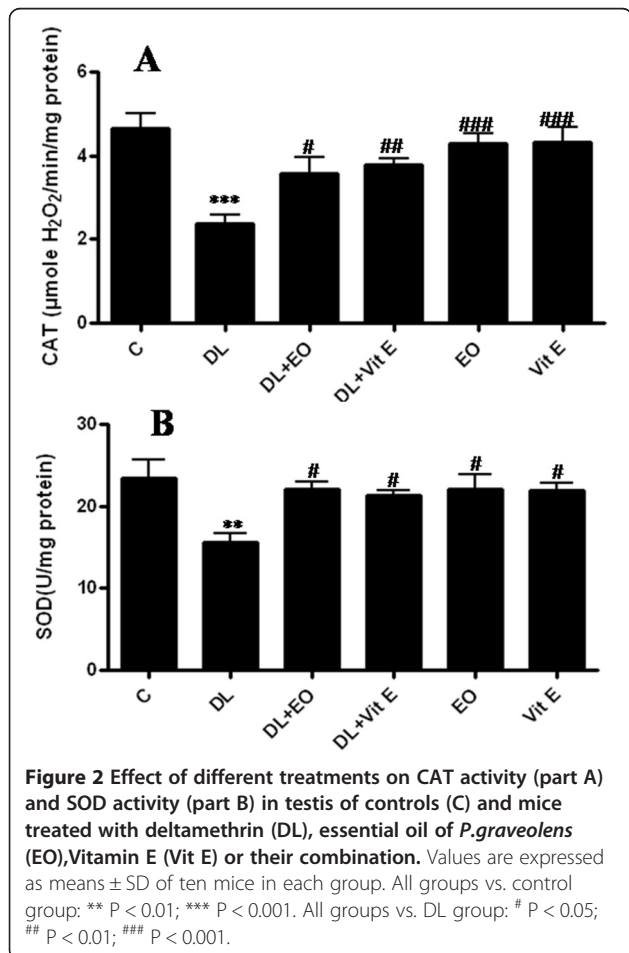 A
CAT (µmole H₂O₂/min/mg protein)
6
4
2
0
***
#
##
###
###
C
DL
DL+EO
DL+Vit E
EO
Vit E
B
SOD(U/mg protein)
30
20
10
0
**
#
#
#
#
C
DL
DL+EO
DL+Vit E
EO
Vit E
Figure 2 Effect of different treatments on CAT activity (part A)
and SOD activity (part B) in testis of controls (C) and mice
treated with deltamethrin (DL), essential oil of P.graveolens
(EO),Vitamin E (Vit E) or their combination. Values are expressed
as means ± SD of ten mice in each group. All groups vs. control
group: ** P < 0.01; *** P < 0.001. All groups vs. DL group: # P < 0.05;
## P < 0.01; ### P < 0.001.